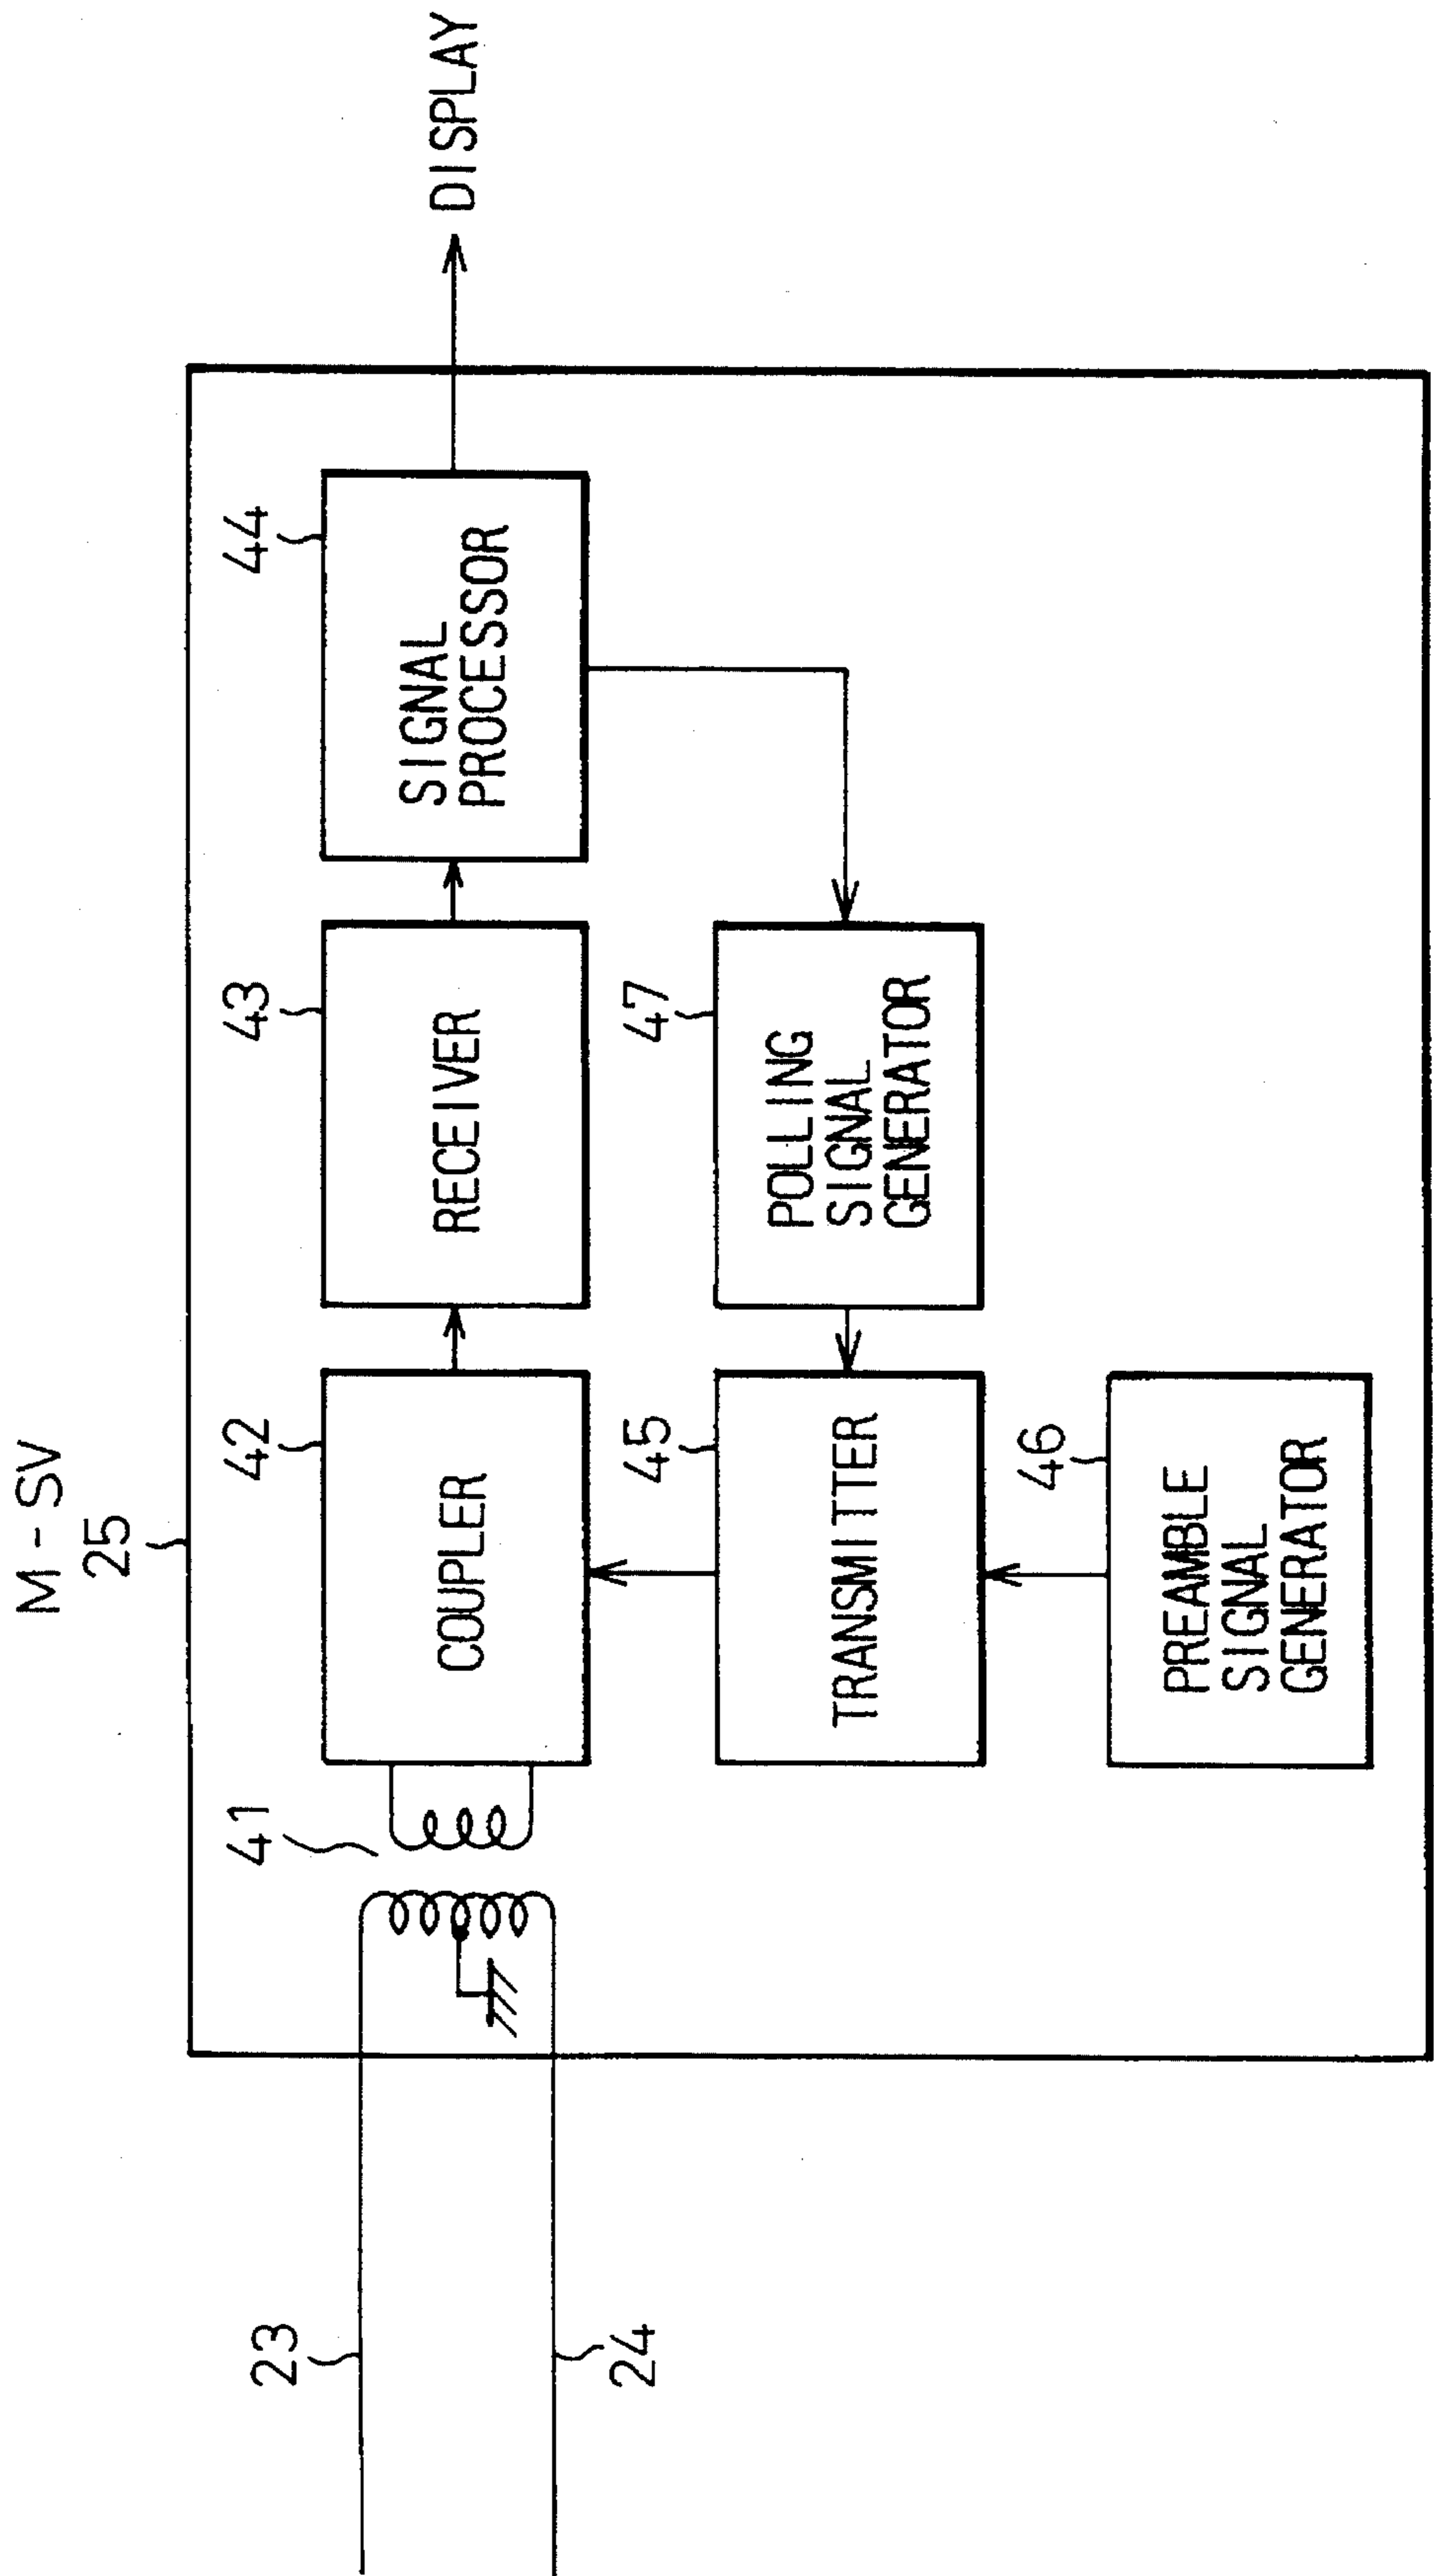 M - SV
25
41
42
COUPLER
43
RECEIVER
44
SIGNAL
PROCESSOR
DISPLAY
23
24
45
TRANSMITTER
47
POLLING
SIGNAL
GENERATOR
46
PREAMBLE
SIGNAL
GENERATOR